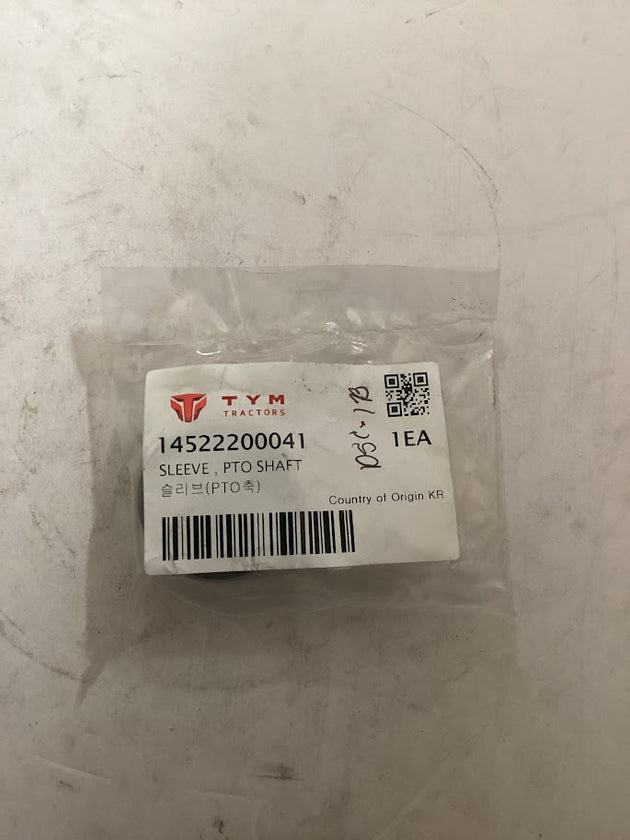 TYM
TRACTORS
14522200041
1EA
SLEEVE , PTO SHAFT
슬리브(PTO축)
Country of Origin KR